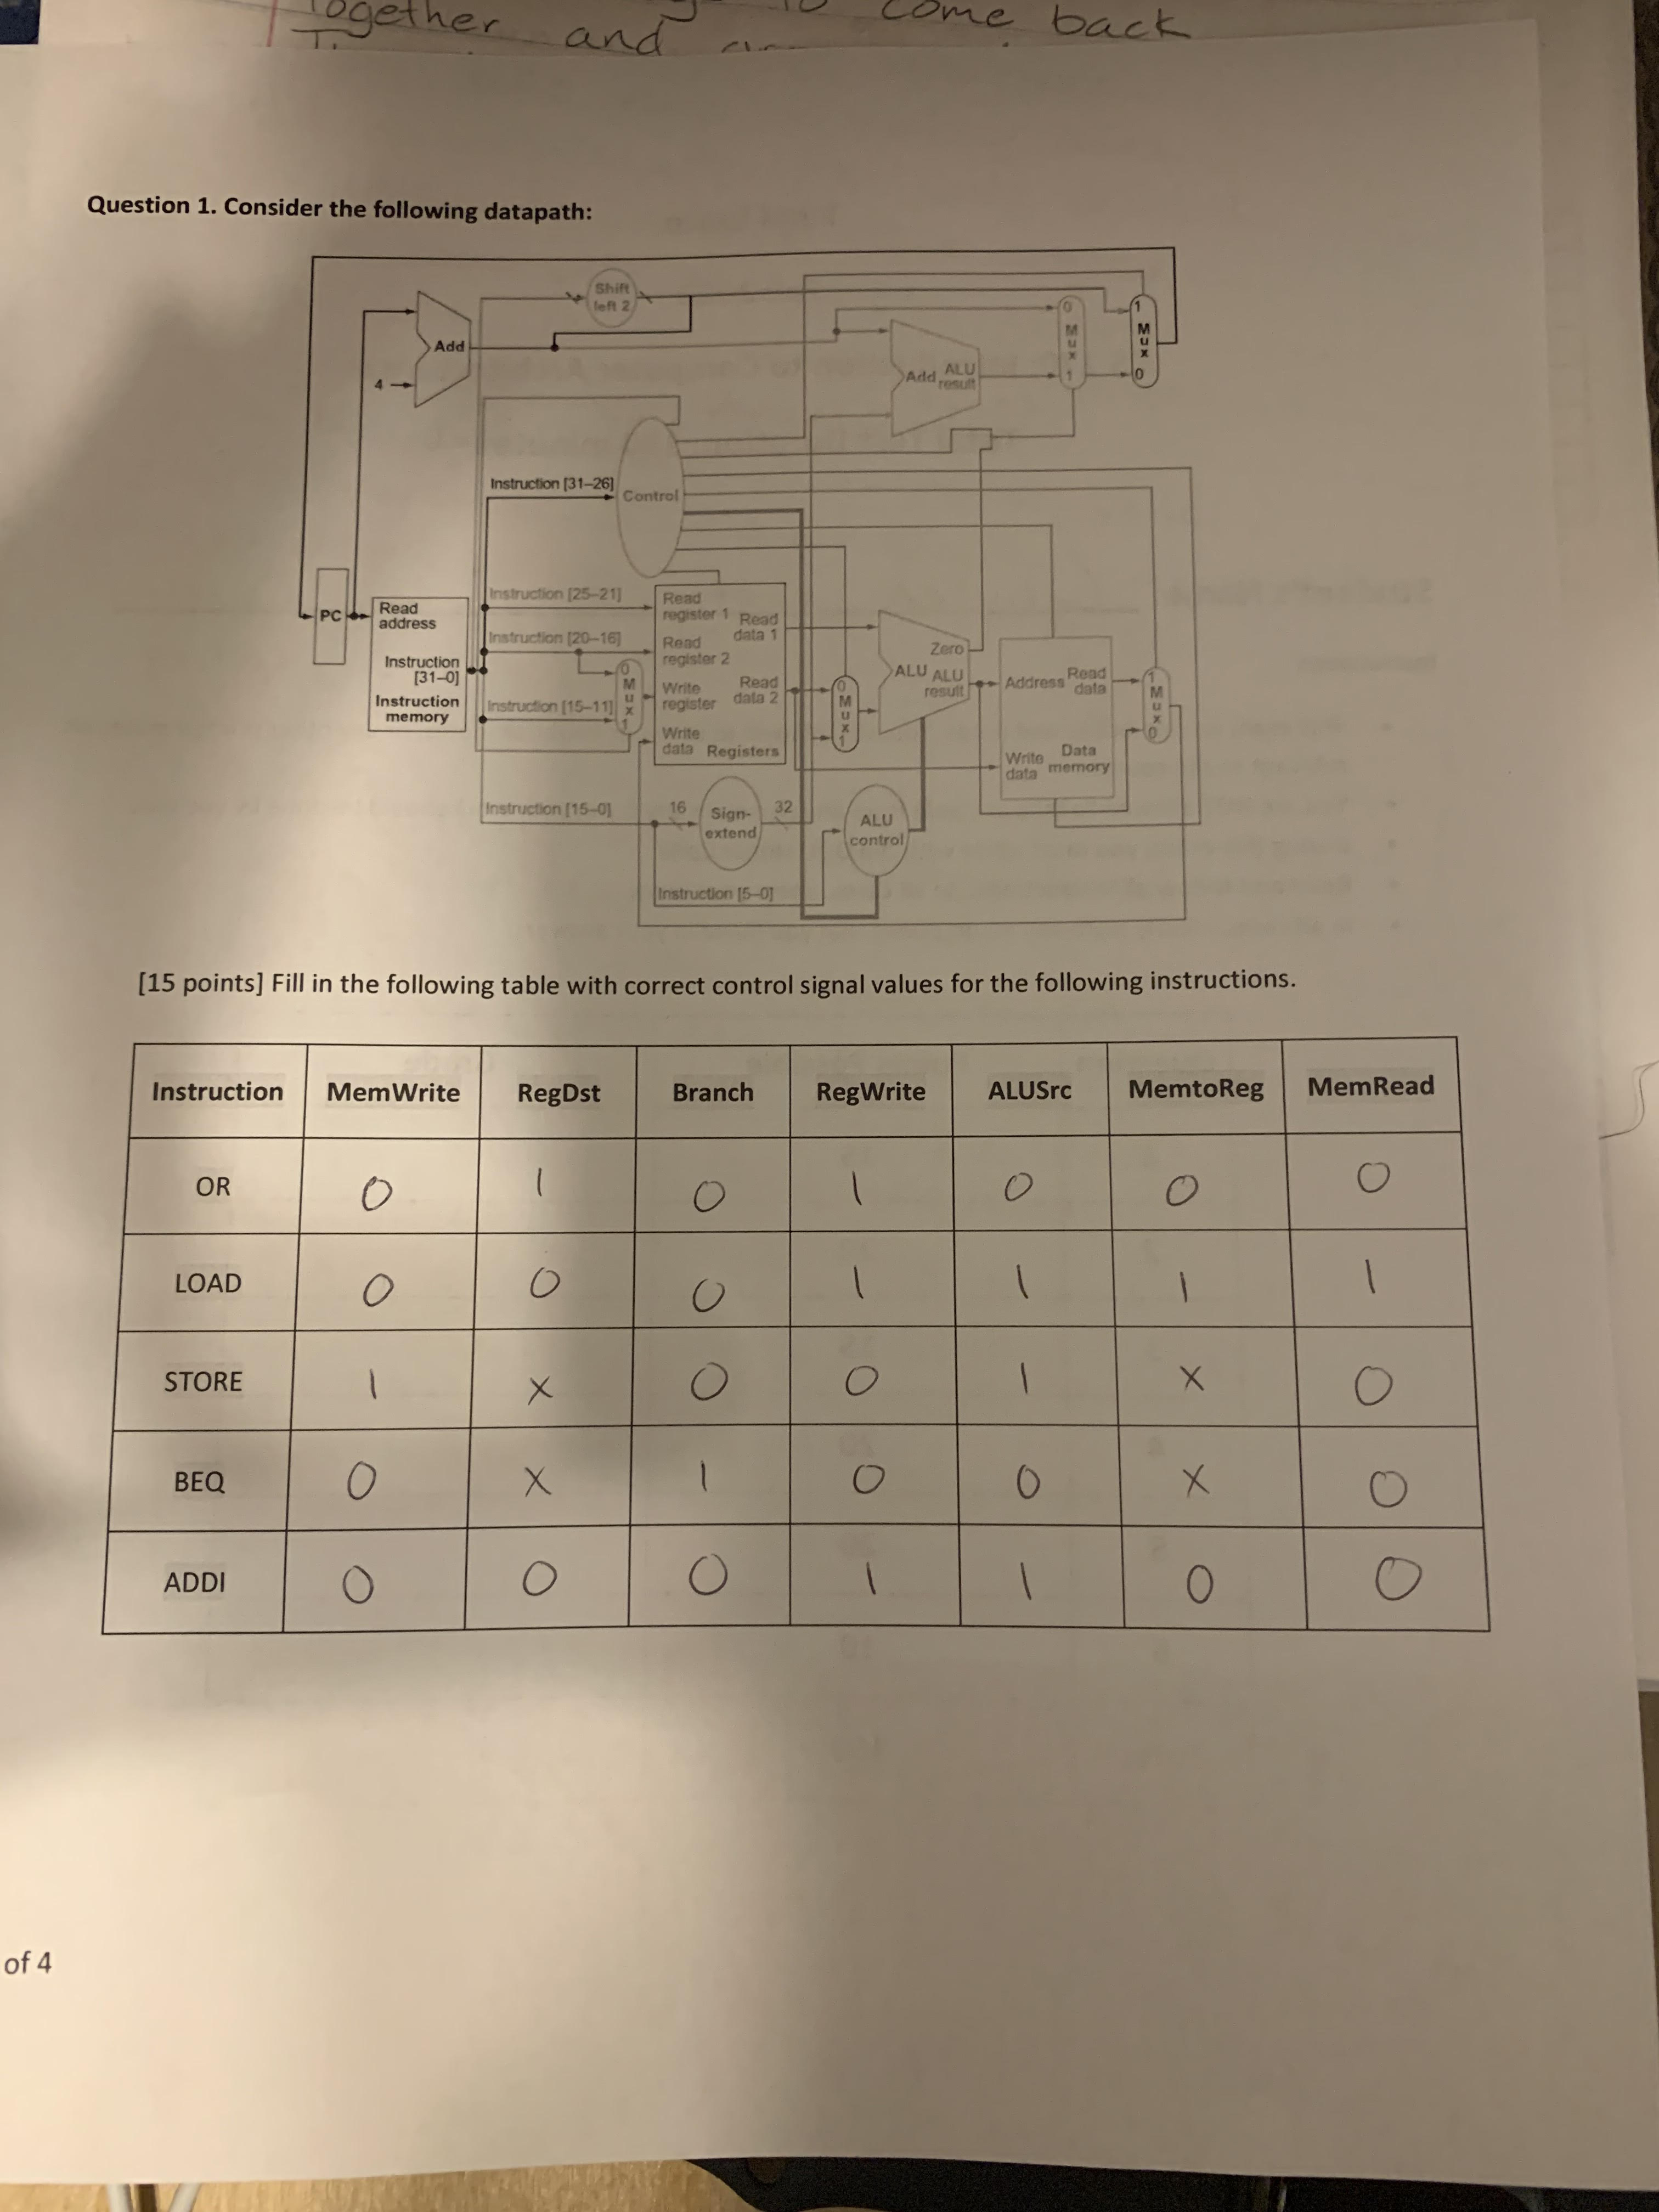 Together and come back
Question 1. Consider the following datapath:
Shift
left 2
Add
4
Add ALU
result
0
M
u
x
1
1
M
u
x
0
Instruction [31–26]
Control
PC
Read
address
Instruction
[31–0]
Instruction
memory
Instruction [25–21]
Instruction [20–16]
Instruction [15–11]
0
M
u
x
1
Read
register 1
Read
data 1
Read
register 2
Write
register
Read
data 2
Write
data
Registers
0
M
u
x
1
Zero
ALU ALU
result
Address
Read
data
Write
data
Data
memory
1
M
u
x
0
Instruction [15–0]
16
Sign-
extend
32
ALU
control
Instruction [5–0]
[15 points] Fill in the following table with correct control signal values for the following instructions.
Instruction MemWrite RegDst Branch RegWrite ALUSrc MemtoReg MemRead
OR 0 1 0 1 0 0 0
LOAD 0 0 0 1 1 1 1
STORE 1 X 0 0 1 X 0
BEQ 0 X 1 0 0 X 0
ADDI 0 0 0 1 1 0 0
of 4